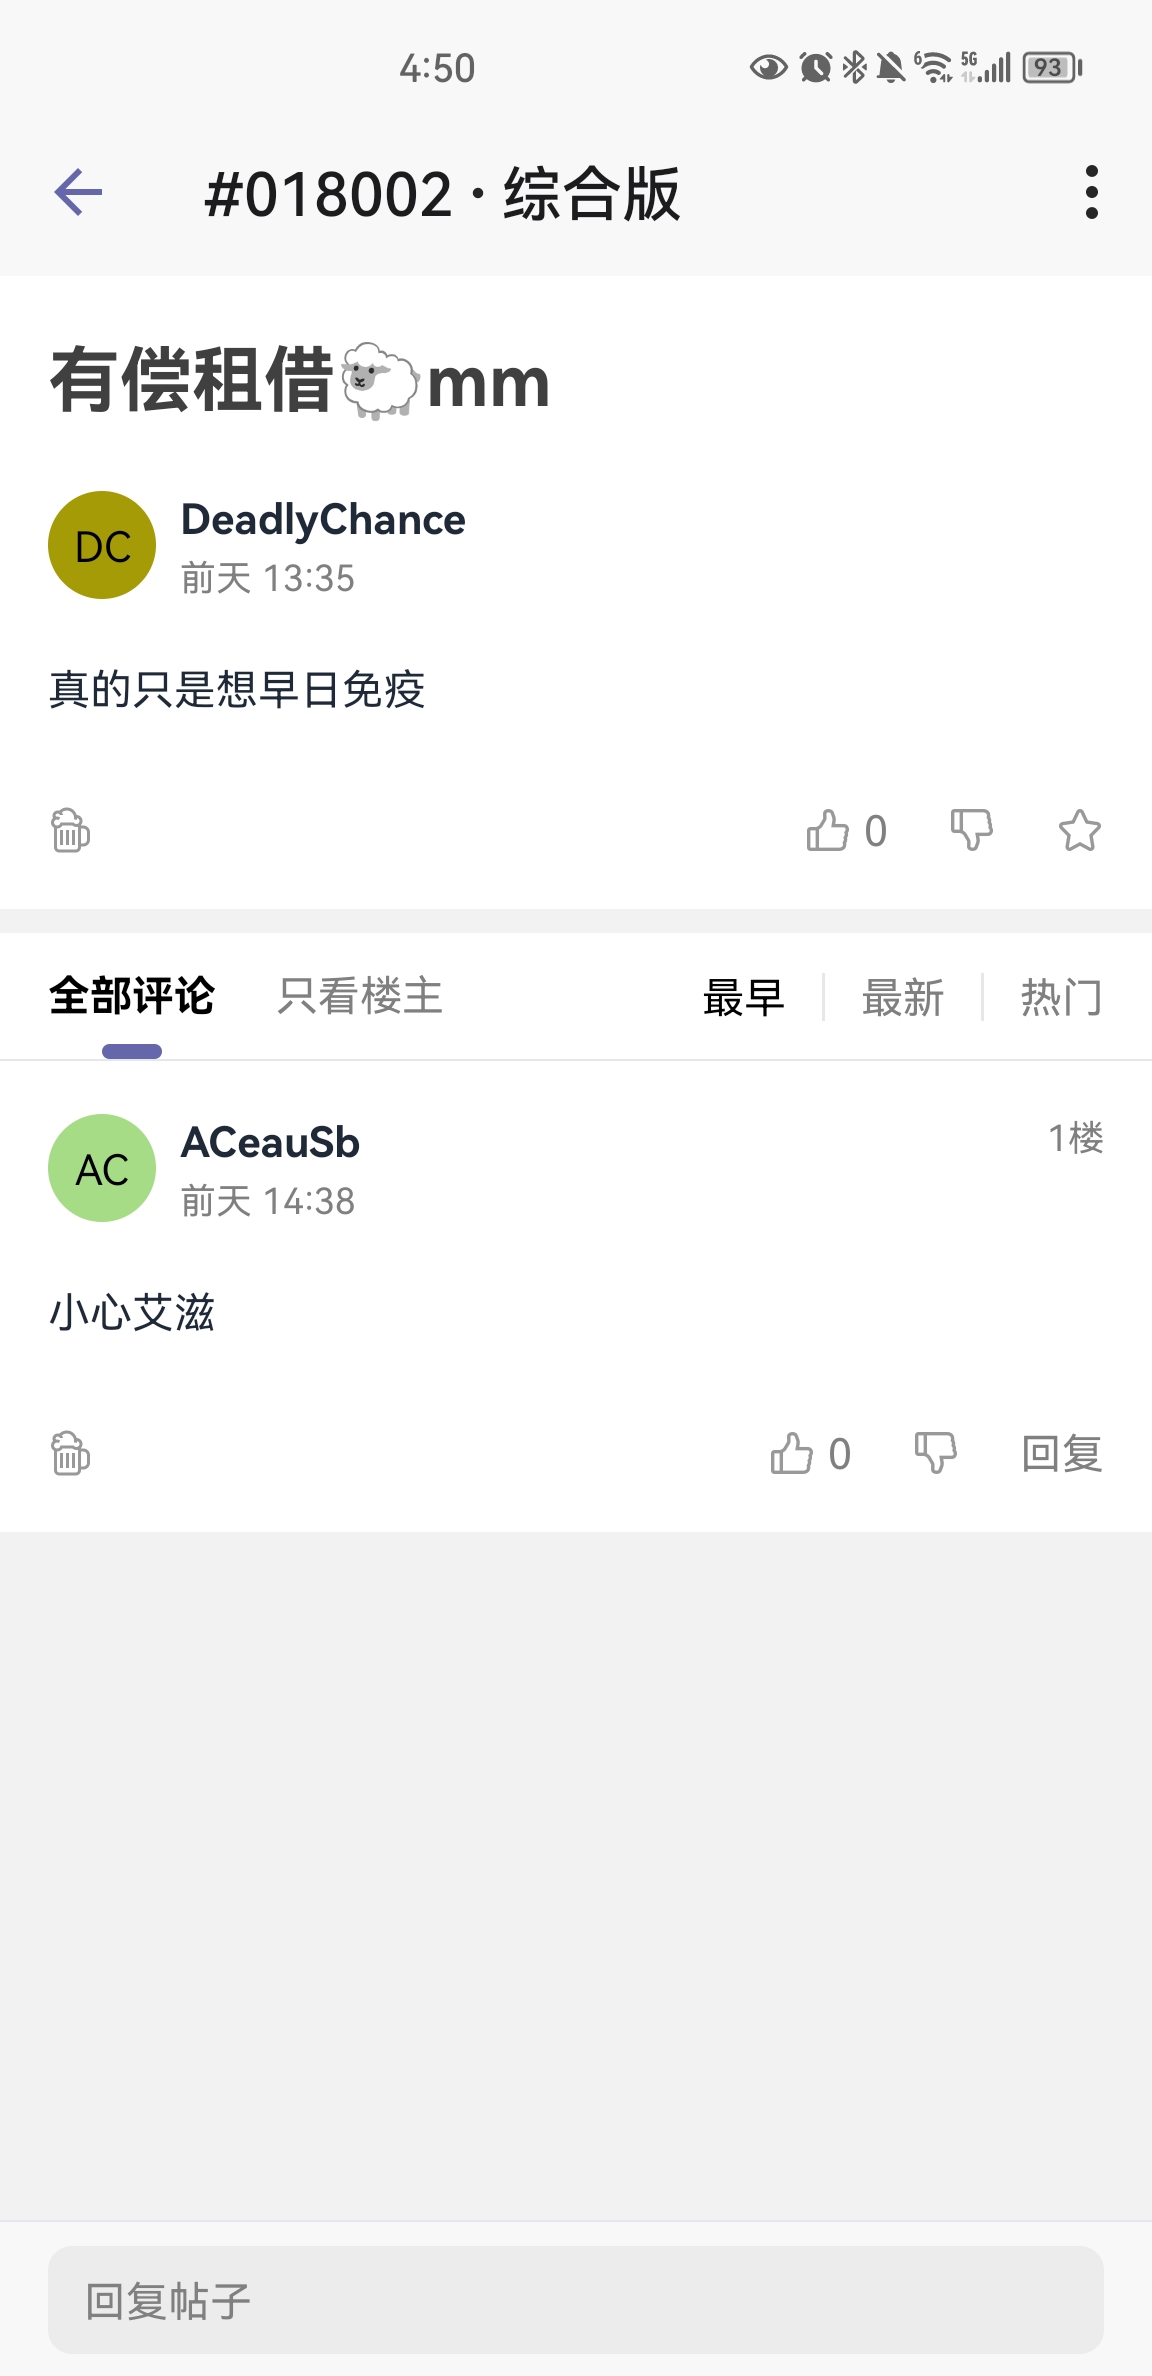 4:50
6 5G 93
#018002 · 综合版
有偿租借🐑mm
DC
DeadlyChance
前天 13:35
真的只是想早日免疫
0
全部评论 只看楼主 最早 最新 热门
AC
ACeauSb 1楼
前天 14:38
小心艾滋
0 回复
回复帖子